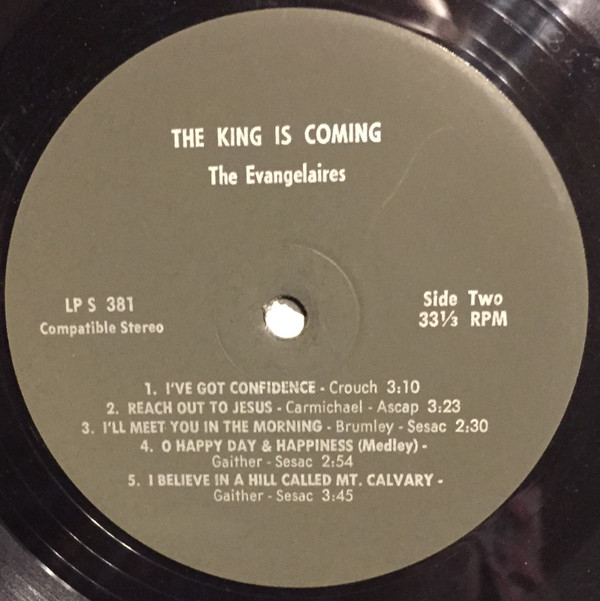 THE KING IS COMING
The Evangelaires
LP S 381
Compatible Stereo
Side Two
33⅓ RPM
1. I'VE GOT CONFIDENCE - Crouch 3:10
2. REACH OUT TO JESUS - Carmichael - Ascap 3:23
3. I'LL MEET YOU IN THE MORNING - Brumley - Sesac 2:30
4. O HAPPY DAY & HAPPINESS (Medley) -
Gaither - Sesac 2:54
5. I BELIEVE IN A HILL CALLED MT. CALVARY -
Gaither - Sesac 3:45